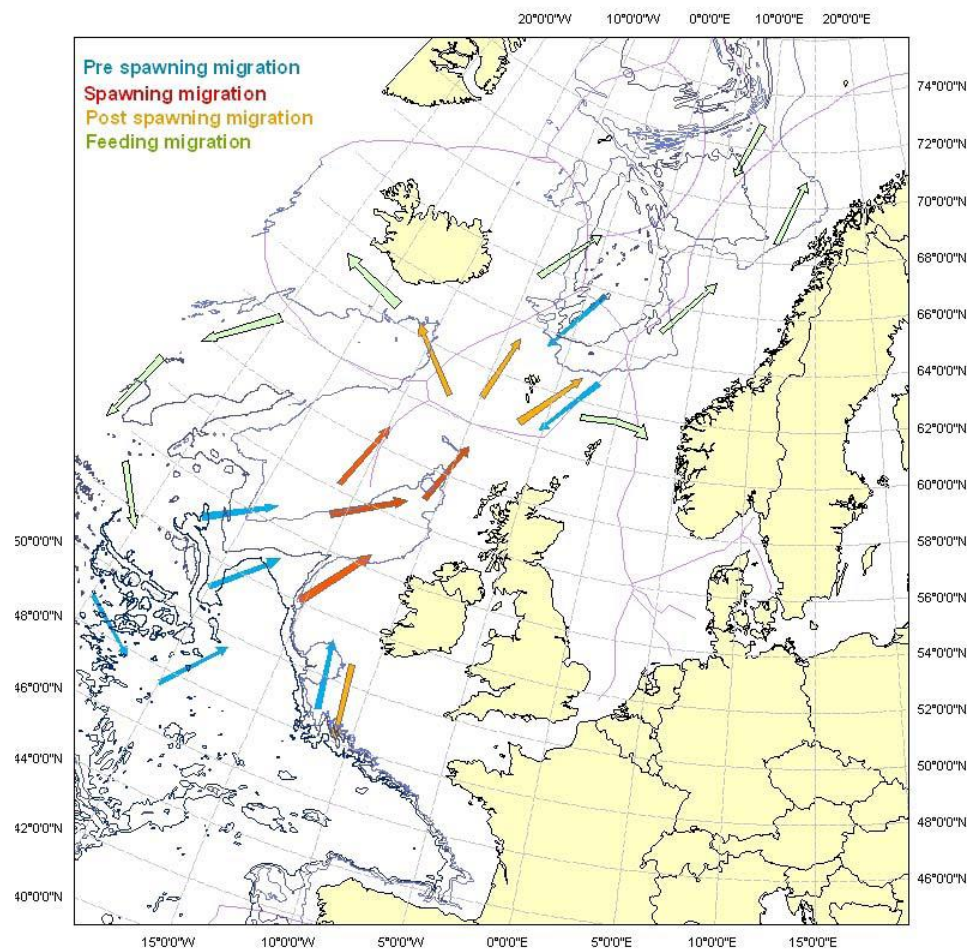 20°0'0"W 10°0'0"W 0°0'0"E 10°0'0"E 20°0'0"E
Pre spawning migration
Spawning migration
Post spawning migration
Feeding migration
74°0'0"N
72°0'0"N
70°0'0"N
68°0'0"N
66°0'0"N
64°0'0"N
62°0'0"N
60°0'0"N
50°0'0"N 58°0'0"N
56°0'0"N
48°0'0"N
54°0'0"N
46°0'0"N
52°0'0"N
44°0'0"N
50°0'0"N
42°0'0"N 48°0'0"N
46°0'0"N
40°0'0"N
15°0'0"W 10°0'0"W 5°0'0"W 0°0'0"E 5°0'0"E 10°0'0"E 15°0'0"E